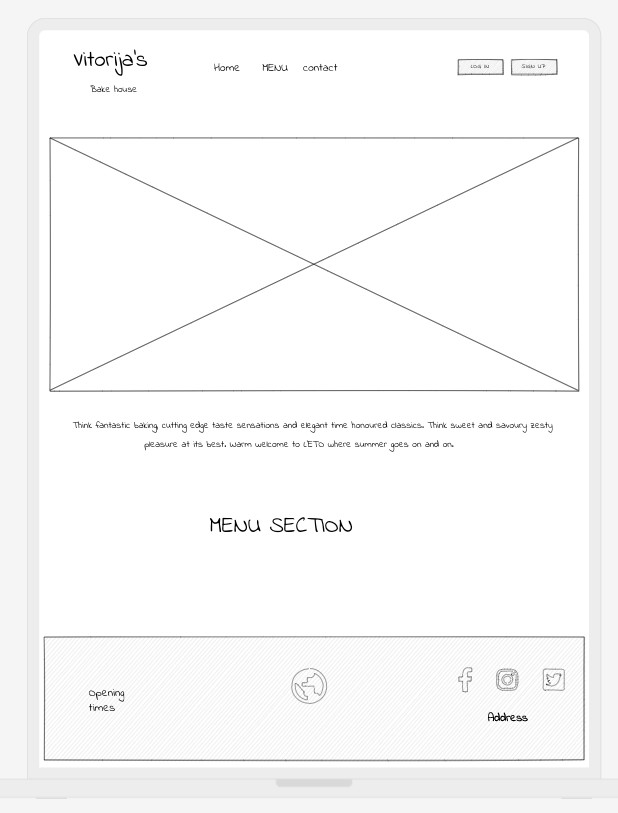 Vitorija's
Bake house
Home MENU contact
LOG IN SIGN UP
Think fantastic baking, cutting edge taste sensations and elegant time honoured classics. Think sweet and savoury zesty
pleasure at its best. Warm welcome to L'ETO where summer goes on and on.
MENU SECTION
Opening
times
Address